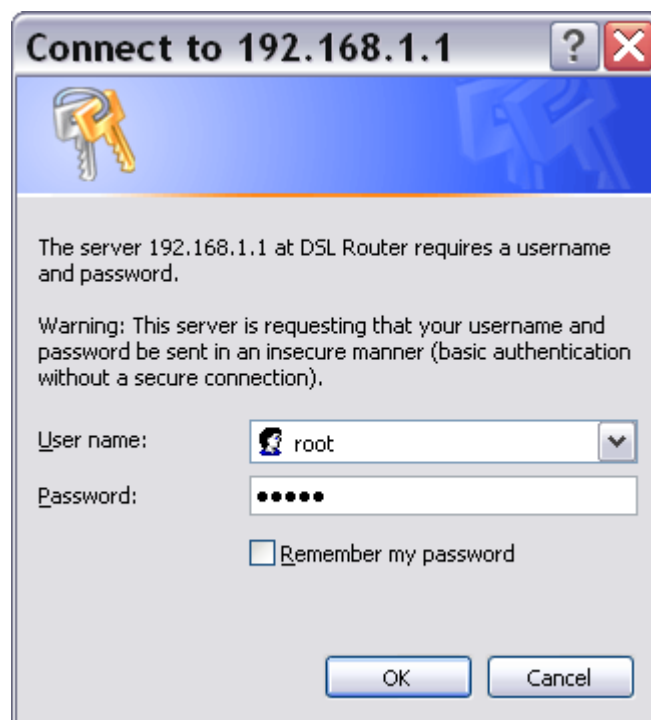 Connect to 192.168.1.1
The server 192.168.1.1 at DSL Router requires a username
and password.
Warning: This server is requesting that your username and
password be sent in an insecure manner (basic authentication
without a secure connection).
User name:
root
Password:
•••••
Remember my password
OK
Cancel